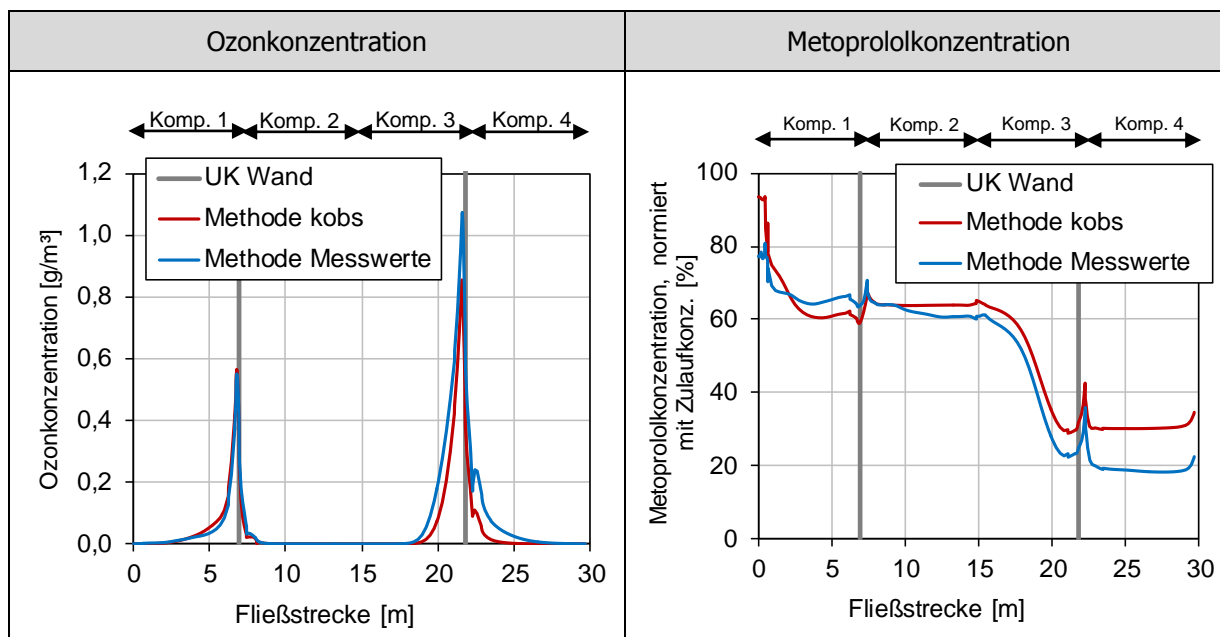 Ozonkonzentration
Metoprololkonzentration
Komp. 1 Komp. 2 Komp. 3 Komp. 4
UK Wand
Methode kobs
Methode Messwerte
Ozonkonzentration [g/m³]
1,2
1,0
0,8
0,6
0,4
0,2
0,0
0 5 10 15 20 25 30
Fließstrecke [m]
Komp. 1 Komp. 2 Komp. 3 Komp. 4
UK Wand
Methode kobs
Methode Messwerte
Metoprololkonzentration, normiert
mit Zulaufkonz. [%]
100
80
60
40
20
0
0 5 10 15 20 25 30
Fließstrecke [m]